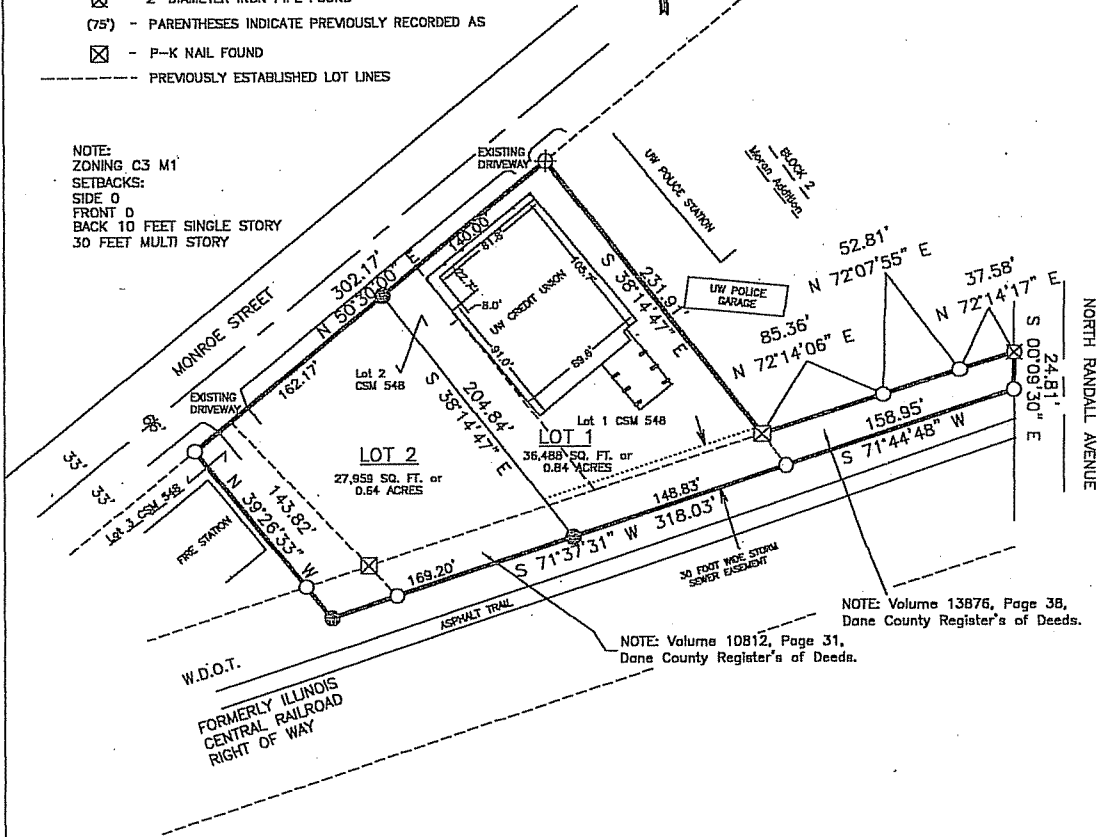 2" DIAMETER IRON PIPE FOUND
(75') - PARENTHESES INDICATE PREVIOUSLY RECORDED AS
- P-K NAIL FOUND
- PREVIOUSLY ESTABLISHED LOT LINES
NOTE:
ZONING C3 M1
SETBACKS:
SIDE 0
FRONT 0
BACK 10 FEET SINGLE STORY
30 FEET MULTI STORY
EXISTING
DRIVEWAY
UW POLICE STATION
BLOCK 2
Moran Addition
MONROE STREET
302.17'
N 50°30'00" E
140.00'
81.8'
22.7'
8.0'
105.7'
UW CREDIT UNION
91.0'
69.6'
231.91'
S 38°14'47" E
UW POLICE
GARAGE
52.81'
N 72°07'55" E
37.58'
N 72°14'17" E
85.36'
N 72°14'06" E
S 00°09'30" E
24.81'
NORTH RANDALL AVENUE
EXISTING
DRIVEWAY
162.17'
Lot 2
CSM 548
204.84'
S 38°14'47" E
Lot 1 CSM 548
LOT 1
36,488 SQ. FT. or
0.84 ACRES
LOT 2
27,959 SQ. FT. or
0.64 ACRES
66'
33'
33'
Lot 3 CSM 548
FIRE STATION
N 39°26'33" W
143.82'
158.95'
S 71°44'48" W
148.83'
318.03'
S 71°37'31" W
169.20'
30 FOOT WIDE STORM
SEWER EASEMENT
ASPHALT TRAIL
NOTE: Volume 13876, Page 38,
Dane County Register's of Deeds.
NOTE: Volume 10812, Page 31,
Dane County Register's of Deeds.
W.D.O.T.
FORMERLY ILLINOIS
CENTRAL RAILROAD
RIGHT OF WAY